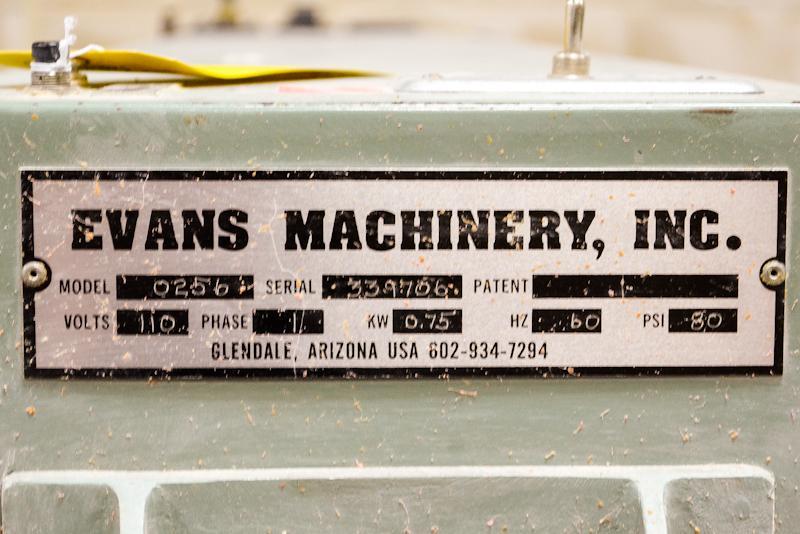 EVANS MACHINERY, INC.
MODEL 0256 SERIAL 339706 PATENT
VOLTS 110 PHASE 1 KW 0.75 HZ 60 PSI 80
GLENDALE, ARIZONA USA 602-934-7294